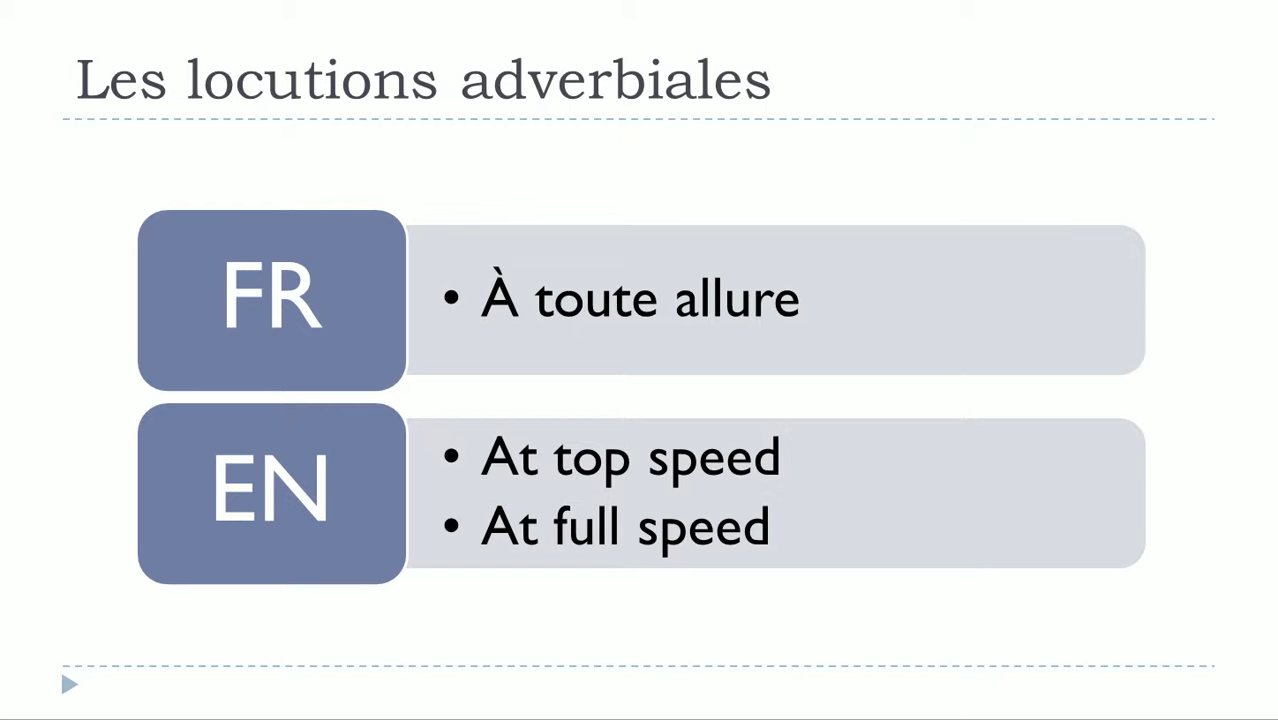 Les locutions adverbiales
FR
• À toute allure
EN
• At top speed
• At full speed